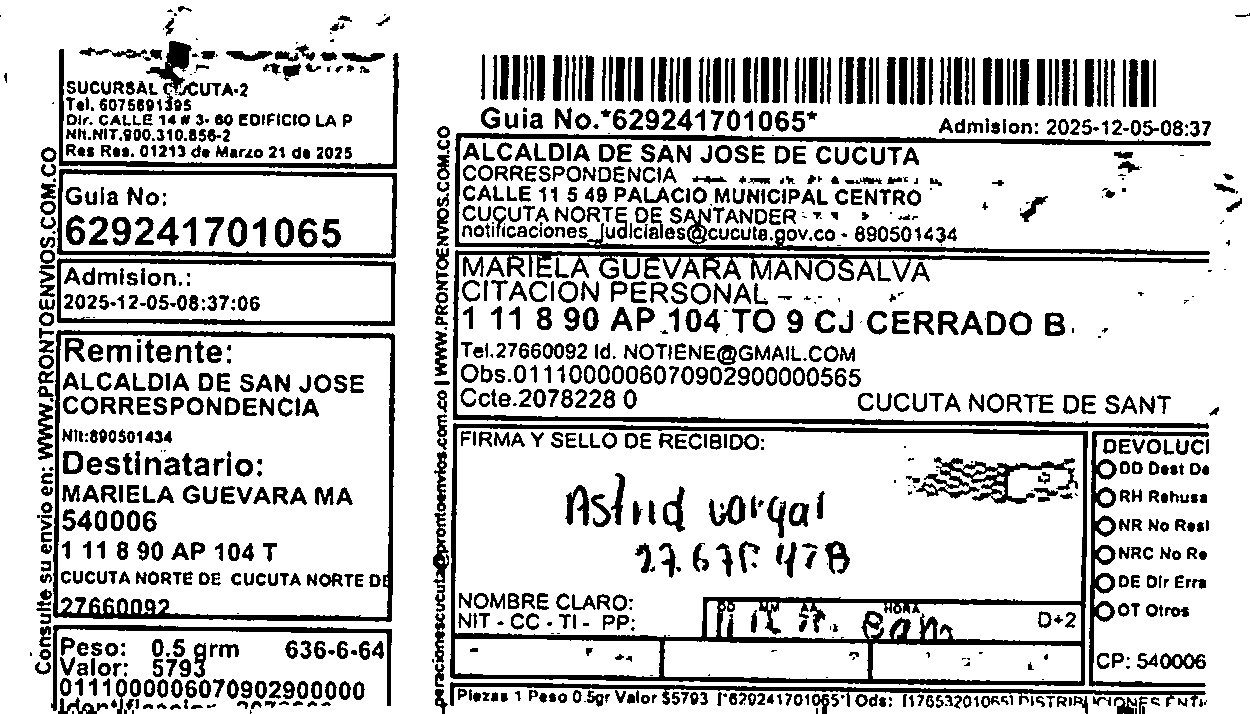 SUCURSAL CUCUTA-2
Tel. 6075691395
Dir. CALLE 14 # 3- 60 EDIFICIO LA P
Nit.NIT.900.310.856-2
Res Res. 01213 de Marzo 21 de 2025
Guia No:
629241701065
Admision.:
2025-12-05-08:37:06
Remitente:
ALCALDIA DE SAN JOSE
CORRESPONDENCIA
Nit:890501434
Destinatario:
MARIELA GUEVARA MA
540006
1 11 8 90 AP 104 T
CUCUTA NORTE DE CUCUTA NORTE DE
27660092
Peso: 0.5 grm 636-6-64
Valor: 5793
01110000060709029000000
Consulte su envio en: WWW.PRONTOENVIOS.COM.CO
Guia No.*629241701065*
Admision: 2025-12-05-08:37
ALCALDIA DE SAN JOSE DE CUCUTA
CORRESPONDENCIA
CALLE 11 5 49 PALACIO MUNICIPAL CENTRO
CUCUTA NORTE DE SANTANDER
notificaciones_judiciales@cucuta.gov.co - 890501434
MARIELA GUEVARA MANOSALVA
CITACION PERSONAL
1 11 8 90 AP 104 TO 9 CJ CERRADO B
Tel.27660092 Id. NOTIENE@GMAIL.COM
Obs.01110000060709029000000565
Ccte.2078228 0
CUCUTA NORTE DE SANT
peracionescucuta@prontoenvios.com.co | WWW.PRONTOENVIOS.COM.CO
FIRMA Y SELLO DE RECIBIDO:
Astrid vargas
NOMBRE CLARO:
NIT - CC - TI - PP:
DD MM AA HORA
D+2
DEVOLUCI
DD Dest De
RH Rehusa
NR No Resi
NRC No Re
DE Dir Erra
OT Otros
CP: 540006
Piezas 1 Peso 0.5gr Valor $5793 [*629241701065*] Ods: [1765320106S]